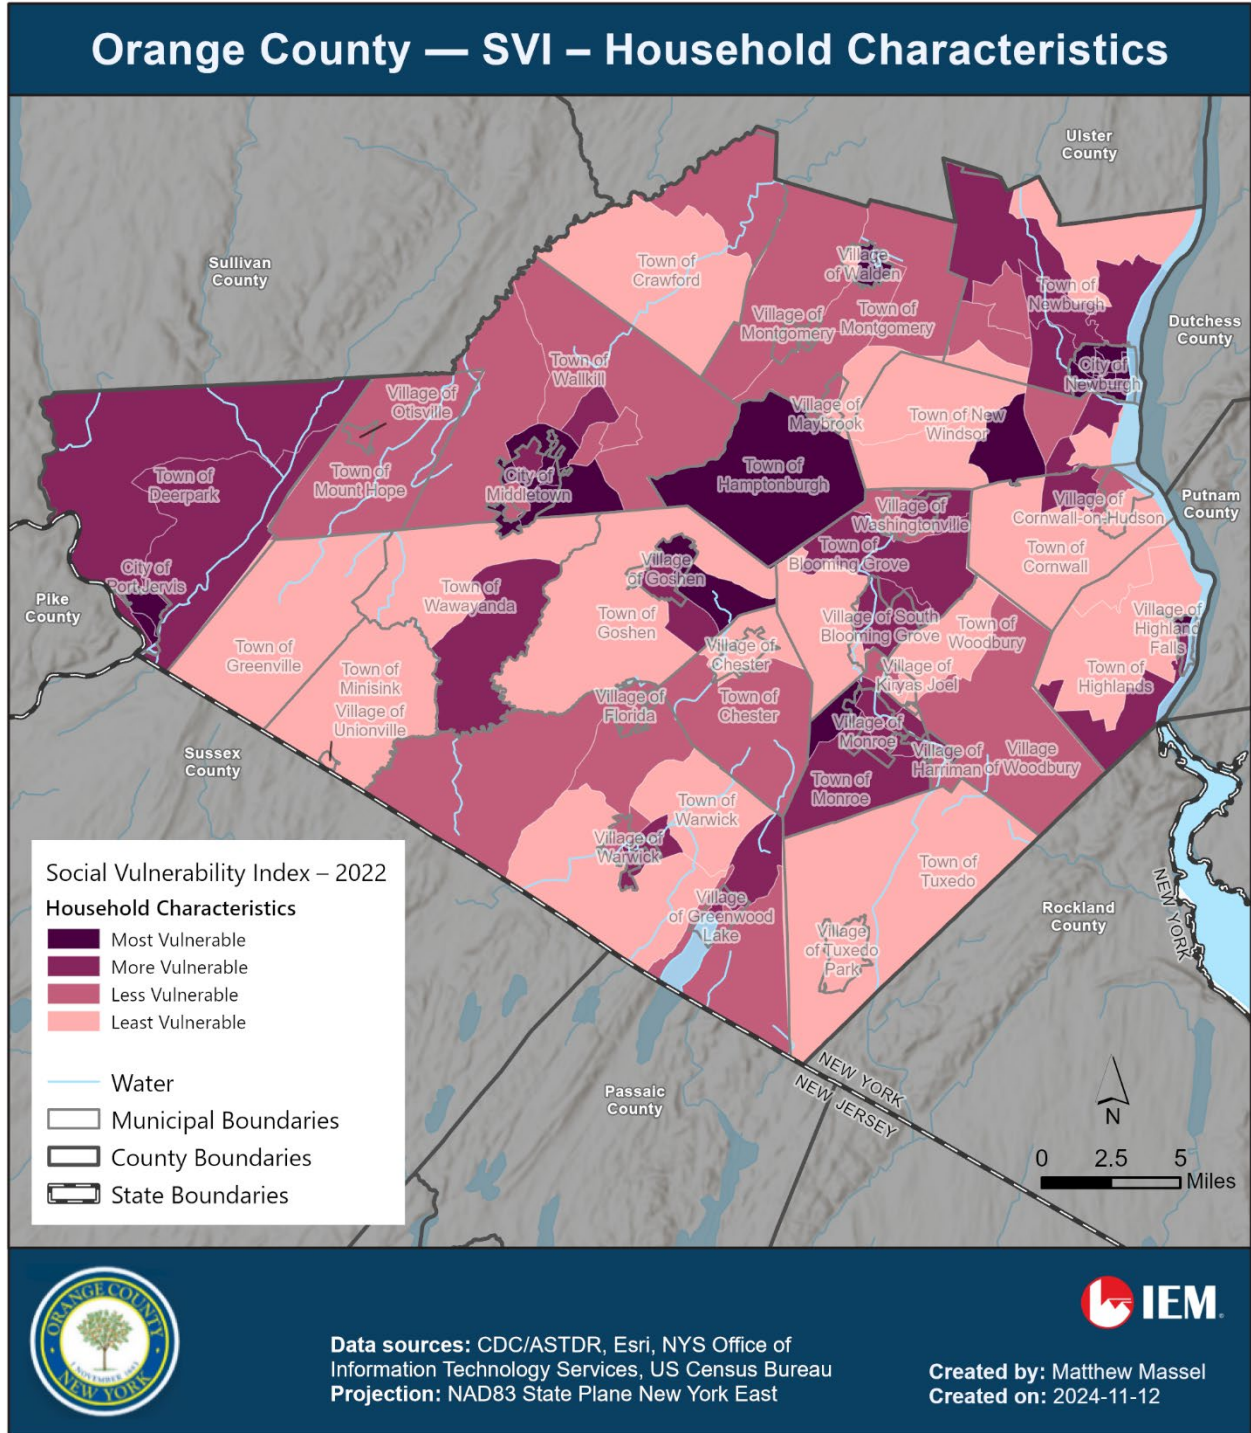 Orange County — SVI – Household Characteristics
Ulster
County
Sullivan
County
Dutchess
County
Putnam
County
Pike
County
Sussex
County
Passaic
County
Rockland
County
Town of
Crawford
Village
of Walden
Village of
Montgomery
Town of
Montgomery
Town of
Newburgh
City of
Newburgh
Town of
Wallkill
Village of
Otisville
Town of
Mount Hope
Town of
Deerpark
City of
Port Jervis
City of
Middletown
Village of
Maybrook
Town of New
Windsor
Town of
Hamptonburgh
Village of
Washingtonville
Village of
Cornwall-on-Hudson
Town of
Cornwall
Town of
Blooming Grove
Village
of Goshen
Town of
Wawayanda
Town of
Goshen
Village of South
Blooming Grove
Town of
Woodbury
Village of
Highland
Falls
Town of
Highlands
Town of
Greenville
Town of
Minisink
Village of
Unionville
Village of
Chester
Village of
Kiryas Joel
Village of
Florida
Town of
Chester
Village of
Monroe
Village of
Harriman
Village of
Woodbury
Town of
Monroe
Town of
Warwick
Village of
Warwick
Town of
Tuxedo
Village
of Greenwood
Lake
Village
of Tuxedo
Park
NEW YORK
NEW YORK
NEW JERSEY
Social Vulnerability Index – 2022
Household Characteristics
Most Vulnerable
More Vulnerable
Less Vulnerable
Least Vulnerable
Water
Municipal Boundaries
County Boundaries
State Boundaries
N
0 2.5 5
Miles
ORANGE COUNTY
1 NOVEMBER 1683
NEW YORK
Data sources: CDC/ASTDR, Esri, NYS Office of
Information Technology Services, US Census Bureau
Projection: NAD83 State Plane New York East
IEM
Created by: Matthew Massel
Created on: 2024-11-12